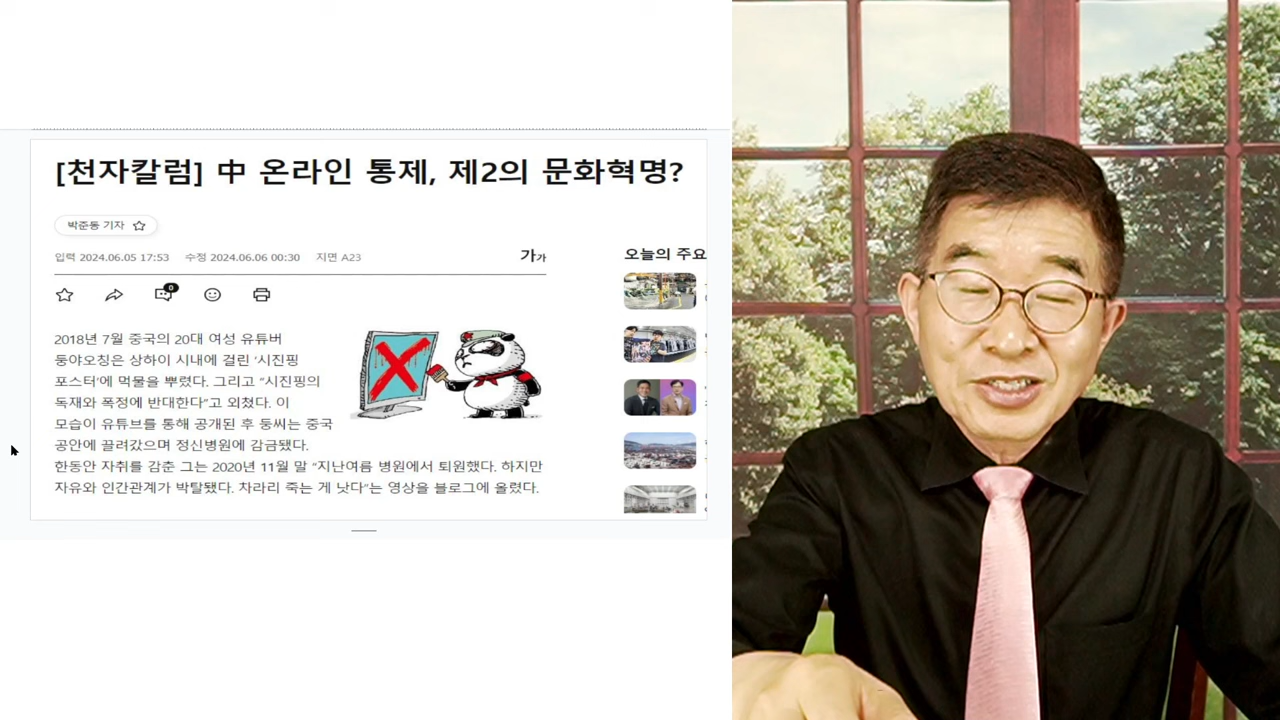 [천자칼럼] 中 온라인 통제, 제2의 문화혁명?
박준동 기자
입력 2024.06.05 17:53 수정 2024.06.06 00:30 지면 A23
가가
오늘의 주요
0
2018년 7월 중국의 20대 여성 유튜버
둥야오칭은 상하이 시내에 걸린 ‘시진핑
포스터’에 먹물을 뿌렸다. 그리고 “시진핑의
독재와 폭정에 반대한다”고 외쳤다. 이
모습이 유튜브를 통해 공개된 후 둥씨는 중국
공안에 끌려갔으며 정신병원에 감금됐다.
한동안 자취를 감춘 그는 2020년 11월 말 “지난여름 병원에서 퇴원했다. 하지만
자유와 인간관계가 박탈됐다. 차라리 죽는 게 낫다”는 영상을 블로그에 올렸다.